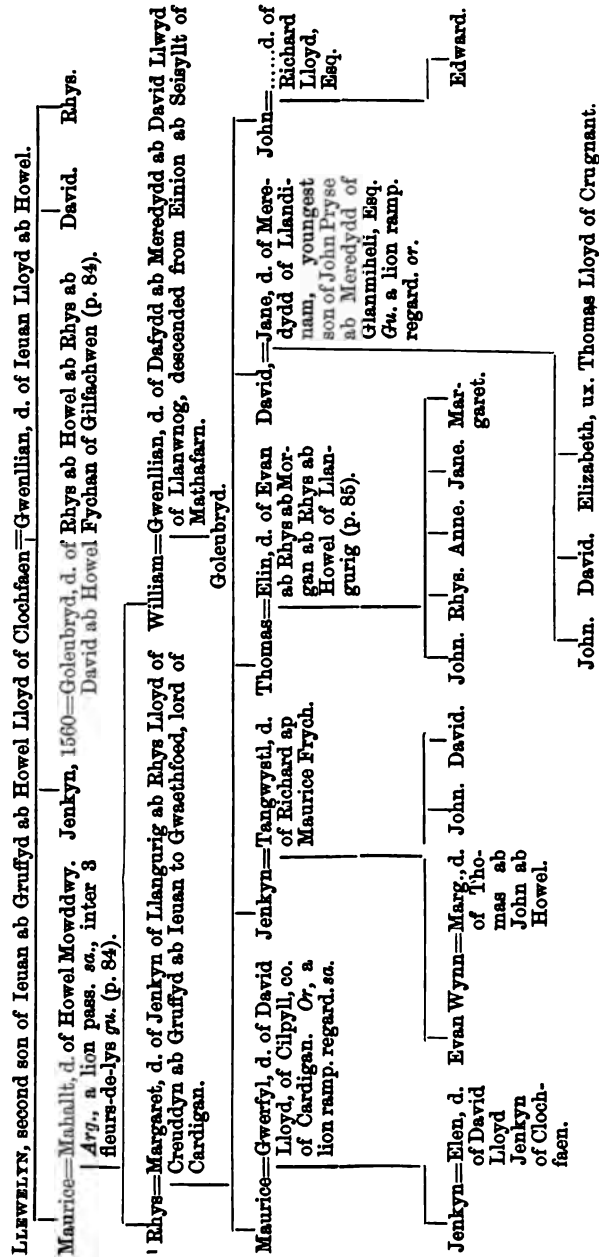 LLEWELYN, second son of Ieuan ab Gruffyd ab Howel Lloyd of Clochfaen=Gwenllian, d. of Ieuan Lloyd ab Howel.
Maurice=Mahallt, d. of Howel Mowddwy.
Arg., a lion pass. sa., inter 3
fleurs-de-lys gu. (p. 84).
Jenkyn, 1560=Goleubryd, d. of Rhys ab Howel ab Rhys ab
David ab Howel Fychan of Gilfachwen (p. 84).
David.
Rhys.
Rhys=Margaret, d. of Jenkyn of Llangurig ab Rhys Lloyd of
Creuddyn ab Gruffyd ab Ieuan to Gwaethfoed, lord of
Cardigan.
William=Gwenllian, d. of Dafydd ab Meredydd ab David Llwyd
of Llanwnog, descended from Einion ab Seisyllt of
Mathafarn.
Goleubryd.
Maurice=Gwerfyl, d. of David
Lloyd, of Cilpyll, co.
of Cardigan. Or, a
lion ramp. regard. sa.
Jenkyn=Tangwystl, d.
of Richard ap
Maurice Frych.
Thomas=Elin, d. of Evan
ab Rhys ab Mor-
gan ab Rhys ab
Howel of Llan-
gurig (p. 85).
David,=Jane, d. of Mere-
dydd of Llandi-
nam, youngest
son of John Pryse
ab Meredydd of
Glanmiheli, Esq.
Gu. a lion ramp.
regard. or.
John=......d. of
Richard
Lloyd,
Esq.
Jenkyn=Elen, d.
of David
Lloyd
Jenkyn
of Cloch-
faen.
Evan Wynn=Marg., d.
of Tho-
mas ab
John ab
Howel.
John. David.
John. Rhys. Anne. Jane. Mar-
garet.
Edward.
John. David. Elizabeth, ux. Thomas Lloyd of Crugnant.